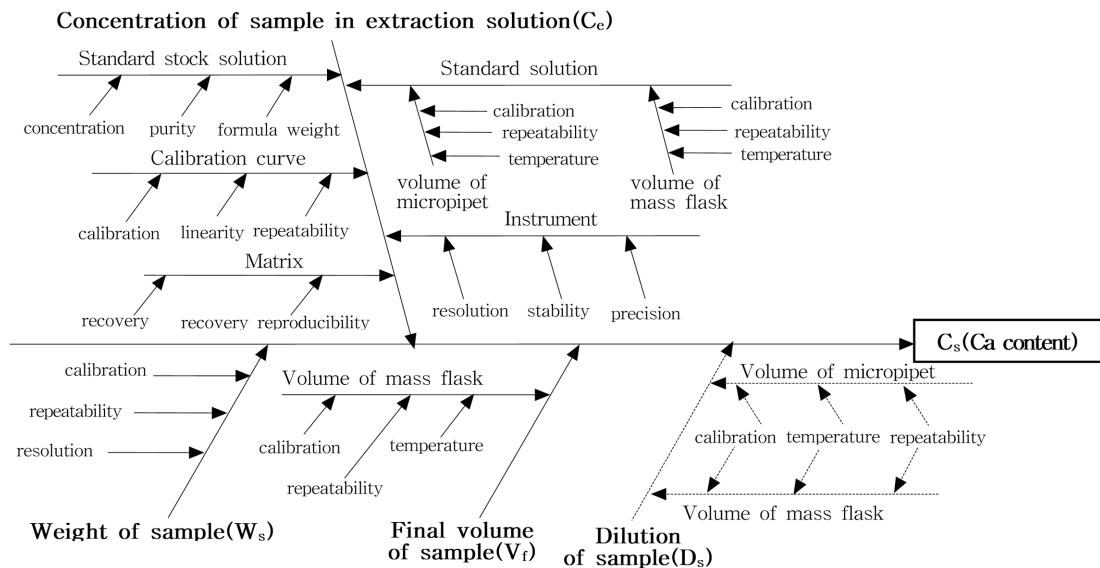 Concentration of sample in extraction solution(Ce)
Standard stock solution
concentration
purity
formula weight
Standard solution
calibration
repeatability
temperature
volume of
micropipet
calibration
repeatability
temperature
volume of
mass flask
Calibration curve
calibration
linearity
repeatability
Instrument
resolution
stability
precision
Matrix
recovery
recovery reproducibility
Cs(Ca content)
calibration
repeatability
resolution
Weight of sample(Ws)
Volume of mass flask
calibration
repeatability
temperature
Final volume
of sample(Vf)
Volume of micropipet
calibration
temperature
repeatability
Volume of mass flask
Dilution
of sample(Ds)